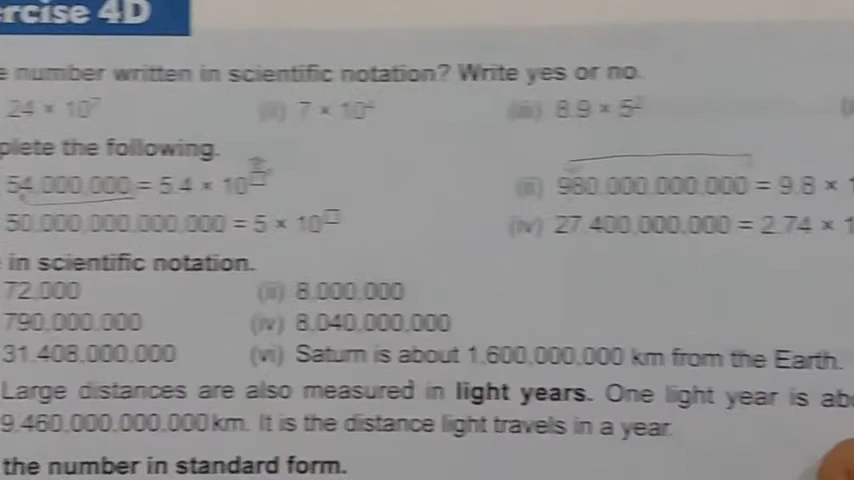 ercise 4D
e number written in scientific notation? Write yes or no.
24 × 10⁷ (ii) 7 × 10⁴ (iii) 8.9 × 5²
plete the following.
54,000,000 = 5.4 × 10□ (ii) 980,000,000,000 = 9.8 × 1
50,000,000,000,000 = 5 × 10□ (iv) 27,400,000,000 = 2.74 × 1
in scientific notation.
72,000 (ii) 8,000,000
790,000,000 (iv) 8,040,000,000
31,408,000,000 (vi) Saturn is about 1,600,000,000 km from the Earth.
Large distances are also measured in light years. One light year is ab
9,460,000,000,000 km. It is the distance light travels in a year.
the number in standard form.